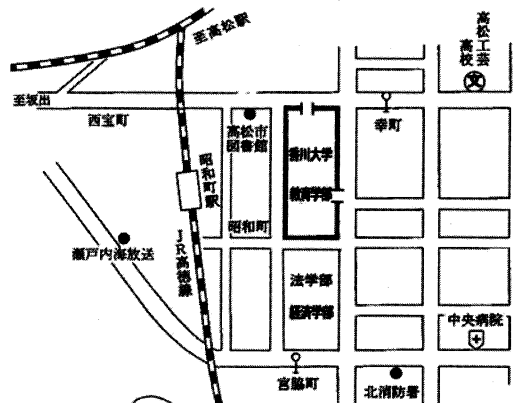 至高松駅
高松工芸
高校
文
至坂出
西宝町
高松市
図書館
幸町
香川大学
教育学部
昭和町駅
昭和町
JR高徳線
瀬戸内海放送
法学部
経済学部
中央病院
宮脇町
北消防署